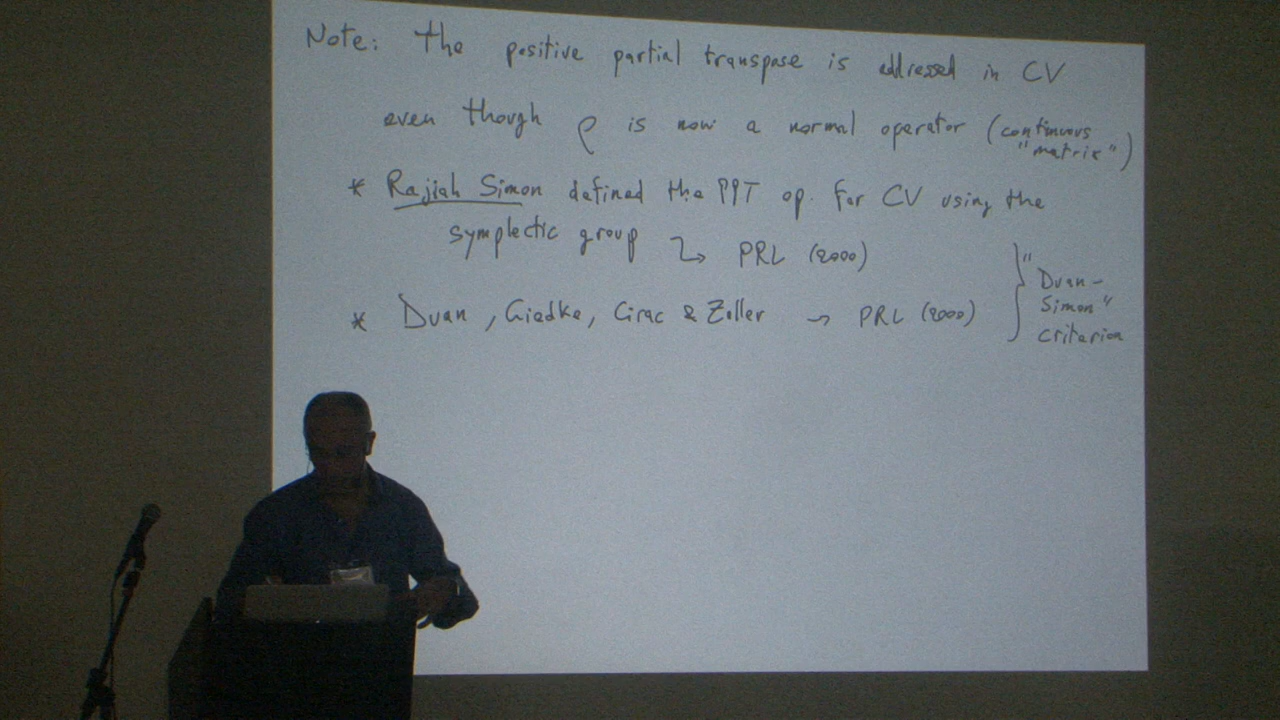 Note: the positive partial transpose is addressed in CV
even though ρ is now a normal operator (continuous
"matrix")
* Rajiah Simon defined the PPT op. for CV using the
symplectic group ↳ PRL (2000)
* Duan, Giedke, Cirac & Zoller → PRL (2000)
} "Duan-
Simon"
criterion